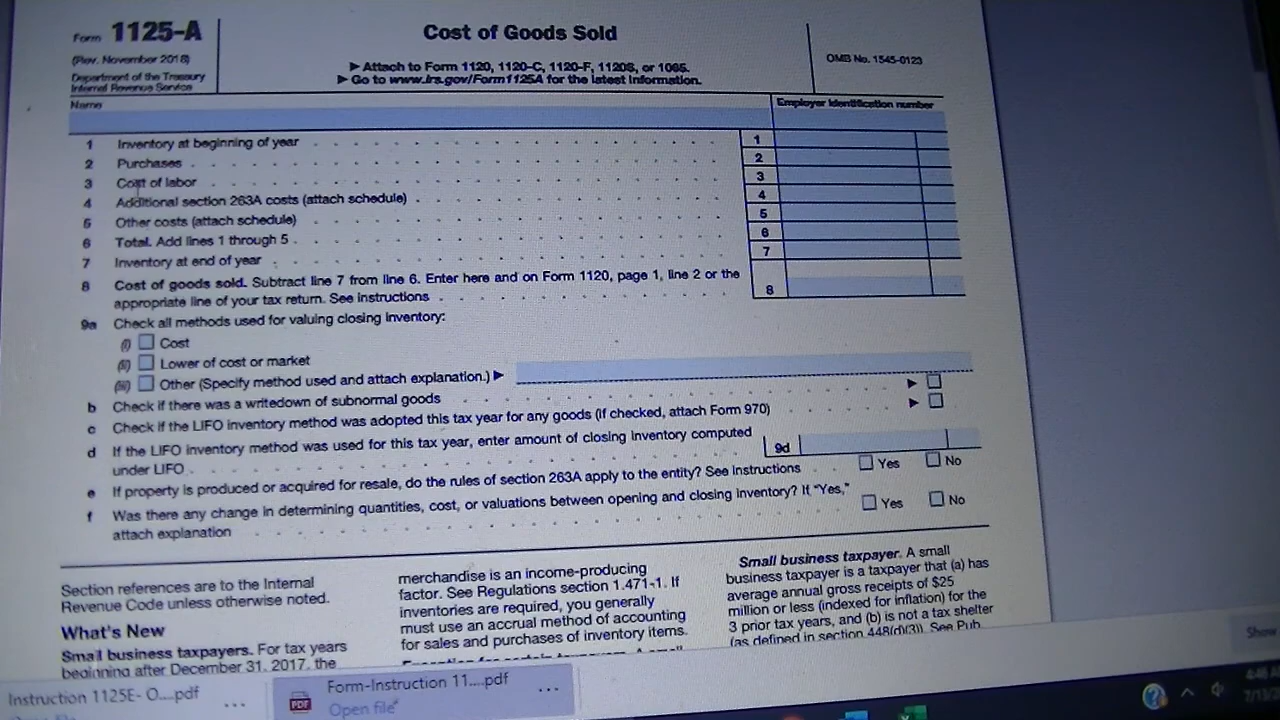 Form 1125-A
(Rev. November 2018)
Department of the Treasury
Internal Revenue Service
Cost of Goods Sold
▶ Attach to Form 1120, 1120-C, 1120-F, 1120S, or 1065.
▶ Go to www.irs.gov/Form1125A for the latest information.
OMB No. 1545-0123
Name
Employer identification number
1 Inventory at beginning of year 1
2 Purchases 2
3 Cost of labor 3
4 Additional section 263A costs (attach schedule) 4
5 Other costs (attach schedule) 5
6 Total. Add lines 1 through 5 6
7 Inventory at end of year 7
8 Cost of goods sold. Subtract line 7 from line 6. Enter here and on Form 1120, page 1, line 2 or the
appropriate line of your tax return. See instructions 8
9a Check all methods used for valuing closing inventory:
(i) Cost
(ii) Lower of cost or market
(iii) Other (Specify method used and attach explanation.) ▶
b Check if there was a writedown of subnormal goods ▶
c Check if the LIFO inventory method was adopted this tax year for any goods (if checked, attach Form 970) ▶
d If the LIFO inventory method was used for this tax year, enter amount of closing inventory computed
under LIFO 9d
e If property is produced or acquired for resale, do the rules of section 263A apply to the entity? See instructions Yes No
f Was there any change in determining quantities, cost, or valuations between opening and closing inventory? If "Yes,"
attach explanation Yes No
Section references are to the Internal
Revenue Code unless otherwise noted.
What's New
Small business taxpayers. For tax years
beginning after December 31, 2017, the
merchandise is an income-producing
factor. See Regulations section 1.471-1. If
inventories are required, you generally
must use an accrual method of accounting
for sales and purchases of inventory items.
Small business taxpayer. A small
business taxpayer is a taxpayer that (a) has
average annual gross receipts of $25
million or less (indexed for inflation) for the
3 prior tax years, and (b) is not a tax shelter
(as defined in section 448(d)(3)). See Pub.
Instruction 1125E- O....pdf
Open file
PDF
Form-Instruction 11....pdf
Open file
Show